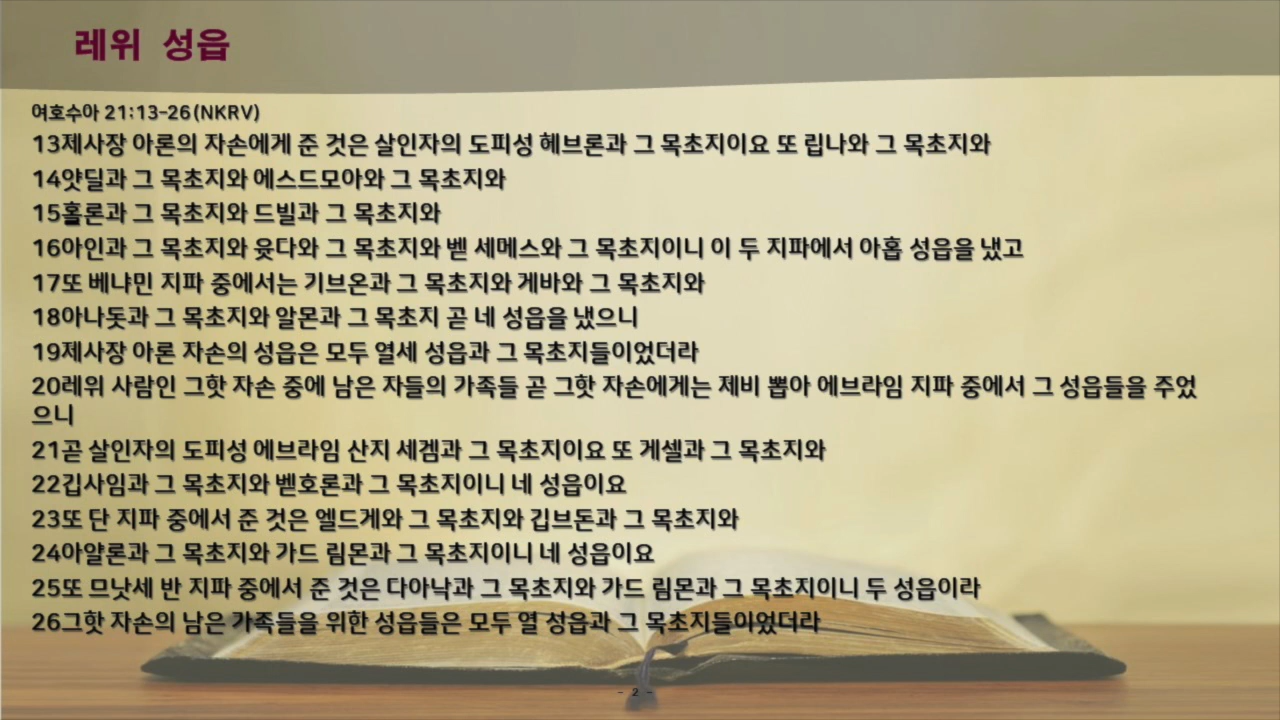 레위 성읍
여호수아 21:13-26(NKRV)
13제사장 아론의 자손에게 준 것은 살인자의 도피성 헤브론과 그 목초지이요 또 립나와 그 목초지와
14얏딜과 그 목초지와 에스드모아와 그 목초지와
15홀론과 그 목초지와 드빌과 그 목초지와
16아인과 그 목초지와 윳다와 그 목초지와 벧 세메스와 그 목초지이니 이 두 지파에서 아홉 성읍을 냈고
17또 베냐민 지파 중에서는 기브온과 그 목초지와 게바와 그 목초지와
18아나돗과 그 목초지와 알몬과 그 목초지 곧 네 성읍을 냈으니
19제사장 아론 자손의 성읍은 모두 열세 성읍과 그 목초지들이었더라
20레위 사람인 그핫 자손 중에 남은 자들의 가족들 곧 그핫 자손에게는 제비 뽑아 에브라임 지파 중에서 그 성읍들을 주었
으니
21곧 살인자의 도피성 에브라임 산지 세겜과 그 목초지이요 또 게셀과 그 목초지와
22깁사임과 그 목초지와 벧호론과 그 목초지이니 네 성읍이요
23또 단 지파 중에서 준 것은 엘드게와 그 목초지와 깁브돈과 그 목초지와
24아얄론과 그 목초지와 가드 림몬과 그 목초지이니 네 성읍이요
25또 므낫세 반 지파 중에서 준 것은 다아낙과 그 목초지와 가드 림몬과 그 목초지이니 두 성읍이라
26그핫 자손의 남은 가족들을 위한 성읍들은 모두 열 성읍과 그 목초지들이었더라
- 2 -